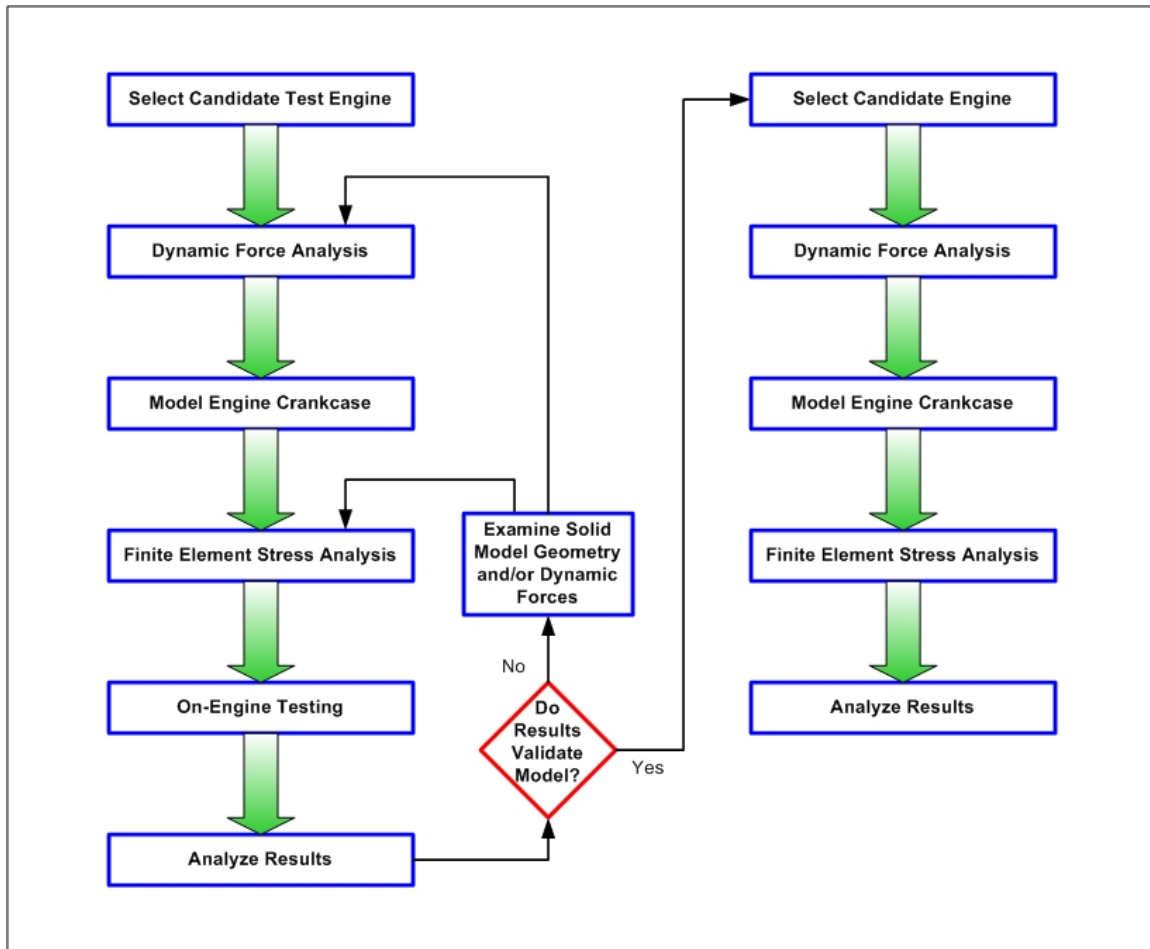 Select Candidate Test Engine
Dynamic Force Analysis
Model Engine Crankcase
Finite Element Stress Analysis
On-Engine Testing
Analyze Results
Examine Solid
Model Geometry
and/or Dynamic
Forces
No
Do
Results
Validate
Model?
Yes
Select Candidate Engine
Dynamic Force Analysis
Model Engine Crankcase
Finite Element Stress Analysis
Analyze Results